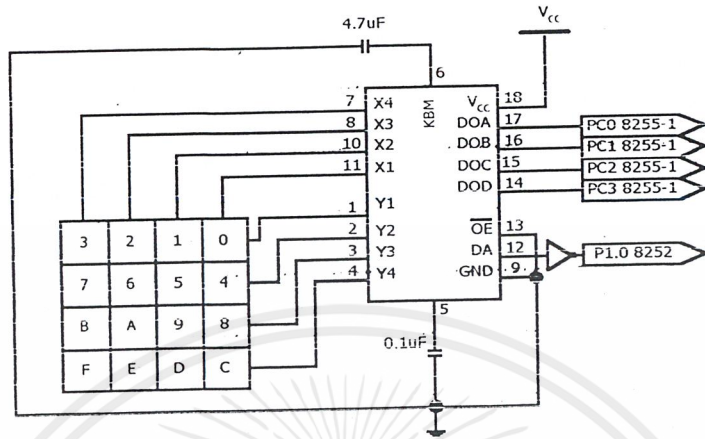 4.7uF
V_CC
6
7 X4 KBM V_CC 18
8 X3 DOA 17 PC0 8255-1
10 X2 DOB 16 PC1 8255-1
11 X1 DOC 15 PC2 8255-1
DOD 14 PC3 8255-1
1 Y1
2 Y2 OE 13
3 Y3 DA 12 P1.0 8252
4 Y4 GND 9
5
3 2 1 0
7 6 5 4
B A 9 8
F E D C
0.1uF